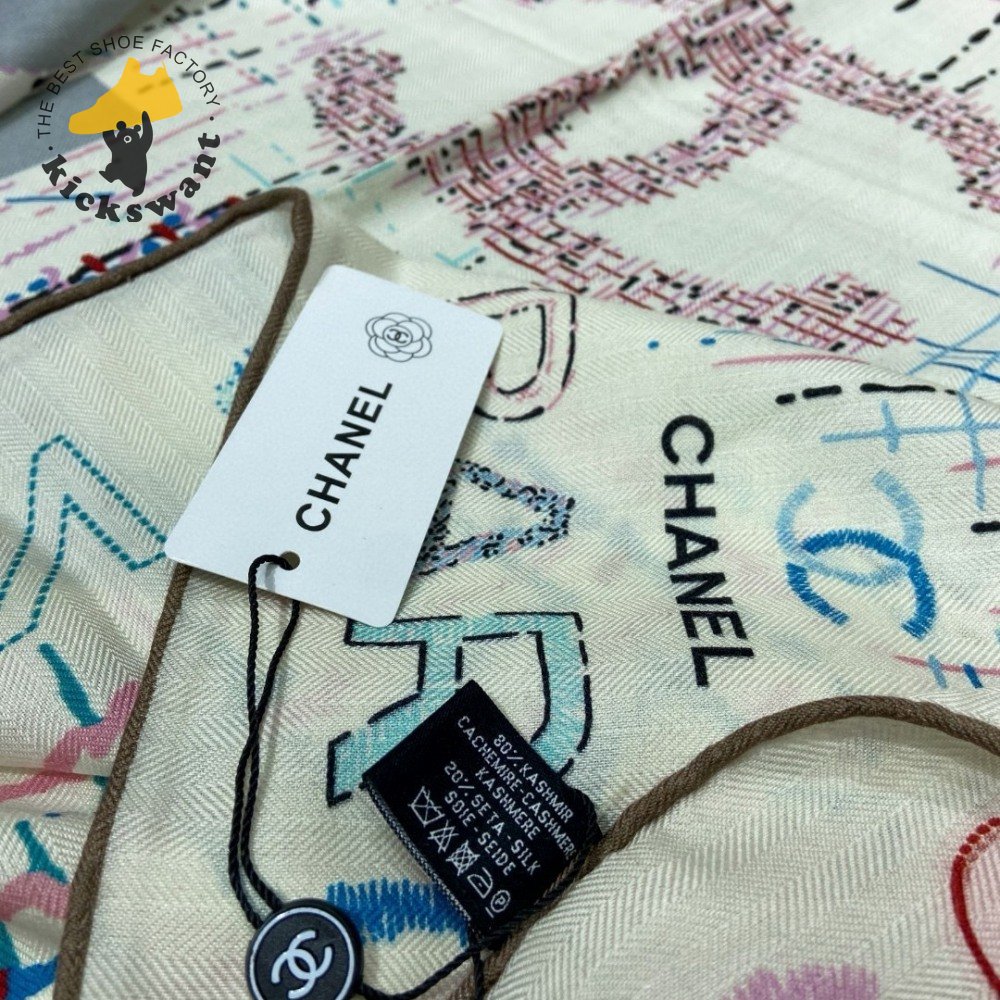 THE BEST SHOE FACTORY
kickswant
CHANEL
CHANEL
80% KASHMIR
CACHEMIRE-CASHMERE
KASHMERE
20% SETA, SILK
SOIE-SEIDE
P